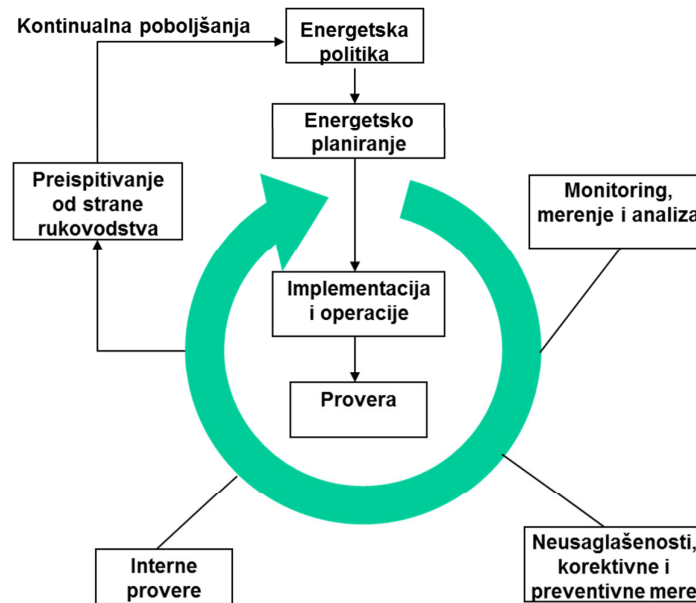 Kontinualna poboljšanja
Energetska
politika
Energetsko
planiranje
Preispitivanje
od strane
rukovodstva
Monitoring,
merenje i analiza
Implementacija
i operacije
Provera
Interne
provere
Neusaglašenosti,
korektivne i
preventivne mere